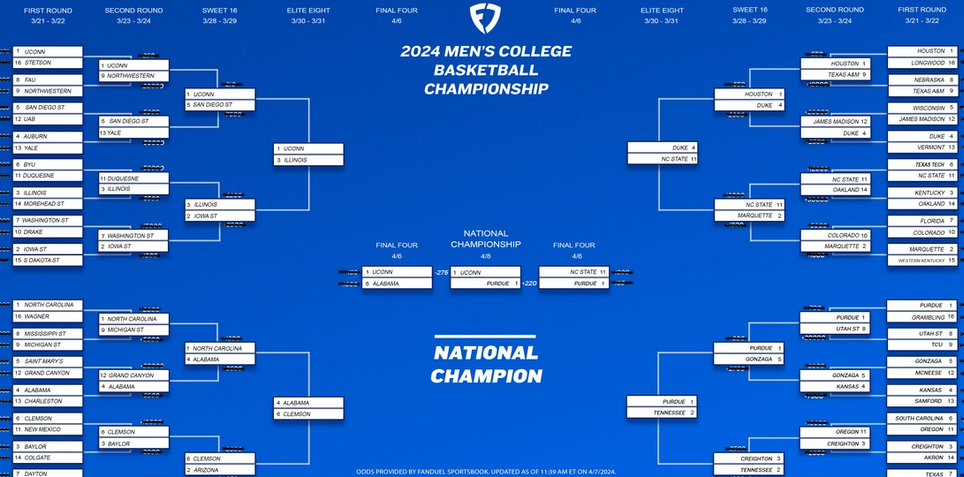 FIRST ROUND SECOND ROUND SWEET 16 ELITE EIGHT FINAL FOUR FINAL FOUR ELITE EIGHT SWEET 16 SECOND ROUND FIRST ROUND
3/21 - 3/22 3/23 - 3/24 3/26 - 3/29 3/30 - 3/31 4/6 4/6 3/30 - 3/31 3/28 - 3/29 3/23 - 3/24 3/21 - 3/22
2024 MEN'S COLLEGE
BASKETBALL
CHAMPIONSHIP
1 UCONN
16 STETSON
8 FAU
9 NORTHWESTERN
5 SAN DIEGO ST
12 UAB
4 AUBURN
13 YALE
6 BYU
11 DUQUESNE
3 ILLINOIS
14 MOREHEAD ST
7 WASHINGTON ST
10 DRAKE
2 IOWA ST
15 S DAKOTA ST
1 UCONN
9 NORTHWESTERN
5 SAN DIEGO ST
13 YALE
11 DUQUESNE
3 ILLINOIS
7 WASHINGTON ST
2 IOWA ST
1 UCONN
5 SAN DIEGO ST
3 ILLINOIS
2 IOWA ST
1 UCONN
3 ILLINOIS
DUKE 4
NC STATE 11
HOUSTON 1
DUKE 4
NC STATE 11
MARQUETTE 2
HOUSTON 1
TEXAS A&M 9
JAMES MADISON 12
DUKE 4
NC STATE 11
OAKLAND 14
COLORADO 10
MARQUETTE 2
HOUSTON 1
LONGWOOD 16
NEBRASKA 8
TEXAS A&M 9
WISCONSIN 5
JAMES MADISON 12
DUKE 4
VERMONT 13
TEXAS TECH 6
NC STATE 11
KENTUCKY 3
OAKLAND 14
FLORIDA 7
COLORADO 10
MARQUETTE 2
WESTERN KENTUCKY 15
FINAL FOUR
4/6
1 UCONN
6 ALABAMA
NATIONAL
CHAMPIONSHIP
4/8
-275 1 UCONN
PURDUE 1 +220
FINAL FOUR
4/6
NC STATE 11
PURDUE 1
NATIONAL
CHAMPION
1 NORTH CAROLINA
16 WAGNER
8 MISSISSIPPI ST
9 MICHIGAN ST
5 SAINT MARY'S
12 GRAND CANYON
4 ALABAMA
13 CHARLESTON
6 CLEMSON
11 NEW MEXICO
3 BAYLOR
14 COLGATE
7 DAYTON
1 NORTH CAROLINA
9 MICHIGAN ST
12 GRAND CANYON
4 ALABAMA
6 CLEMSON
3 BAYLOR
1 NORTH CAROLINA
4 ALABAMA
6 CLEMSON
2 ARIZONA
4 ALABAMA
6 CLEMSON
PURDUE 1
TENNESSEE 2
PURDUE 1
GONZAGA 5
CREIGHTON 3
TENNESSEE 2
PURDUE 1
UTAH ST 8
GONZAGA 5
KANSAS 4
OREGON 11
CREIGHTON 3
PURDUE 1
GRAMBLING 16
UTAH ST 8
TCU 9
GONZAGA 5
MCNEESE 12
KANSAS 4
SAMFORD 13
SOUTH CAROLINA 6
OREGON 11
CREIGHTON 3
AKRON 14
TEXAS 7
ODDS PROVIDED BY FANDUEL SPORTSBOOK. UPDATED AS OF 11:39 AM ET ON 4/7/2024.